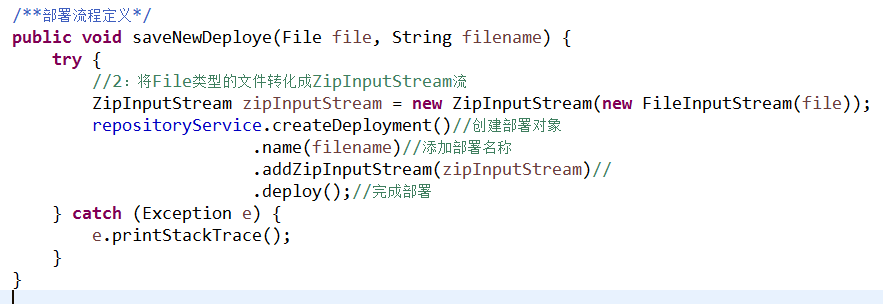 /**部署流程定义*/
public void saveNewDeploye(File file, String filename) {
try {
//2：将File类型的文件转化成ZipInputStream流
ZipInputStream zipInputStream = new ZipInputStream(new FileInputStream(file));
repositoryService.createDeployment()//创建部署对象
.name(filename)//添加部署名称
.addZipInputStream(zipInputStream)//
.deploy();//完成部署
} catch (Exception e) {
e.printStackTrace();
}
}